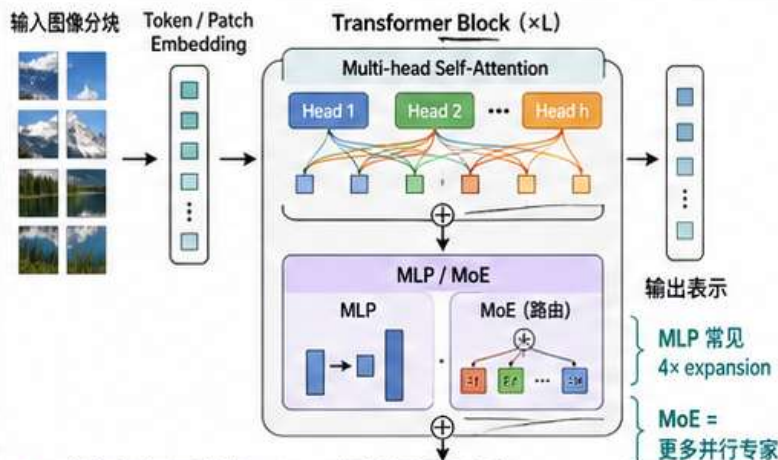 输入图像分块
Token / Patch
Embedding
Transformer Block (×L)
Multi-head Self-Attention
Head 1
Head 2
Head h
MLP / MoE
MLP
MoE (路由)
输出表示
MLP 常见
4× expansion
MoE =
更多并行专家